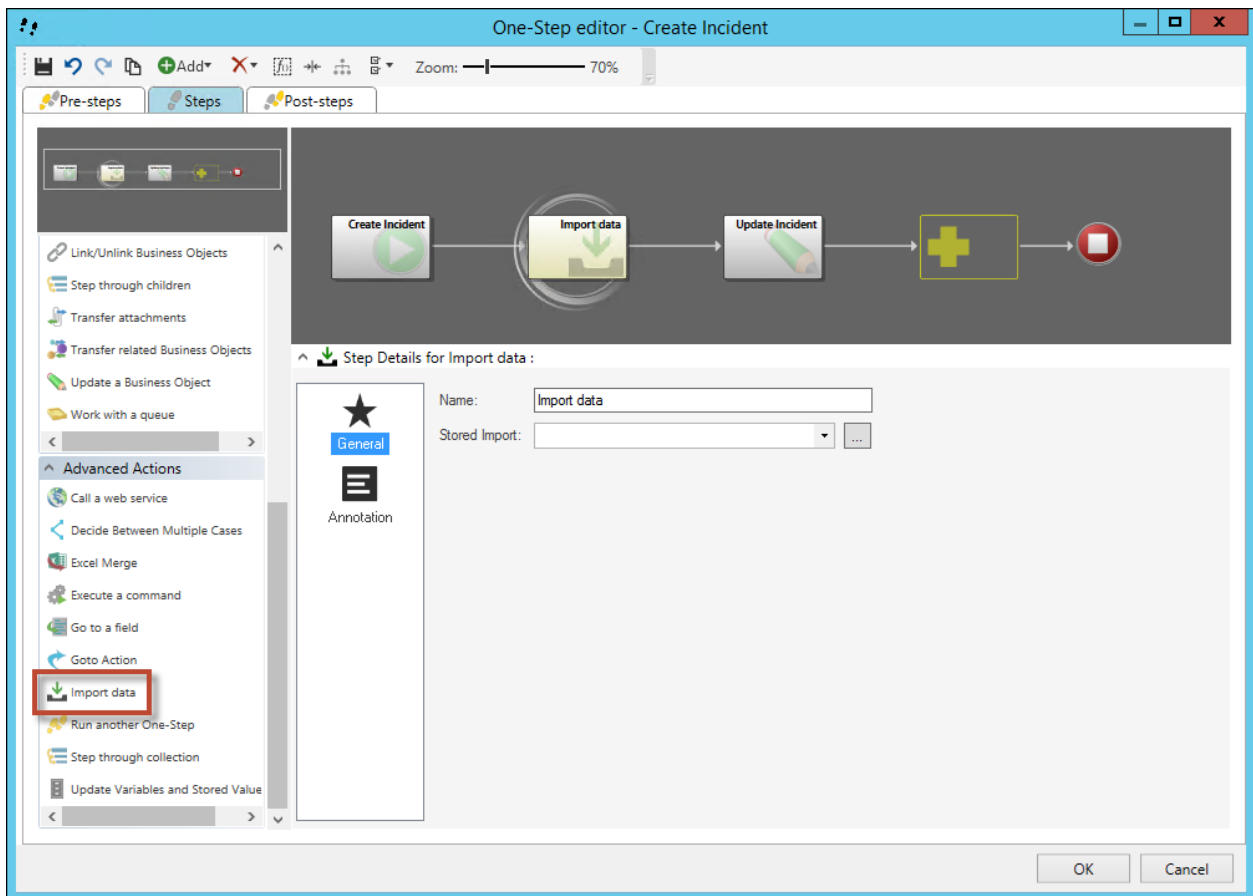 One-Step editor - Create Incident
Add
Zoom: 70%
Pre-steps
Steps
Post-steps
Create Incident
Import data
Update Incident
Link/Unlink Business Objects
Step through children
Transfer attachments
Transfer related Business Objects
Update a Business Object
Work with a queue
Advanced Actions
Call a web service
Decide Between Multiple Cases
Excel Merge
Execute a command
Go to a field
Goto Action
Import data
Run another One-Step
Step through collection
Update Variables and Stored Value
Step Details for Import data :
General
Annotation
Name: Import data
Stored Import: ...
OK
Cancel